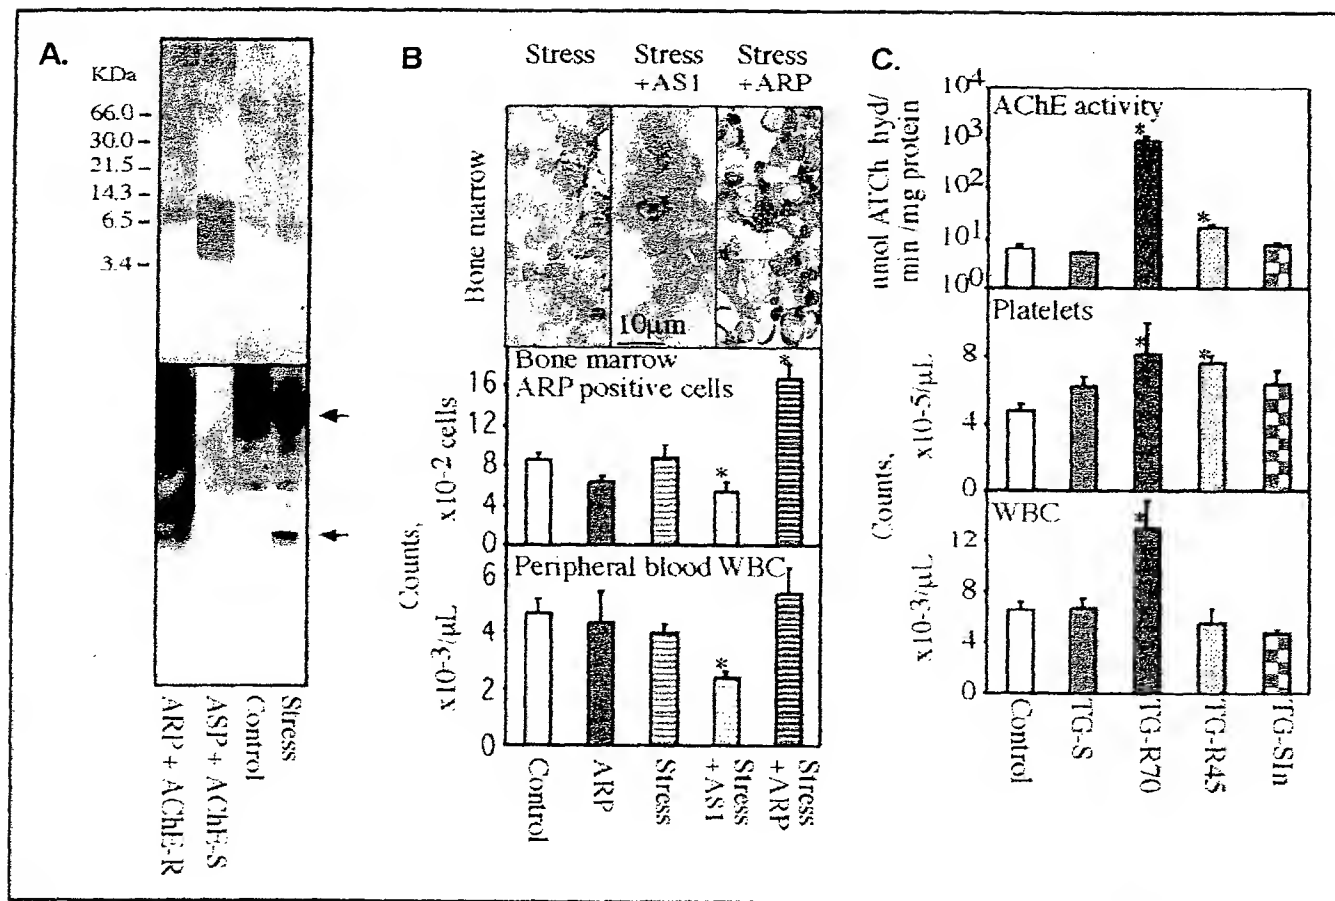 A.
KDa
66.0 -
30.0 -
21.5 -
14.3 -
6.5 -
3.4 -
ARP + AChE-R
ASP + AChE-S
Control
Stress
B
Stress
Stress
+AS1
Stress
+ARP
Bone marrow
10μm
Bone marrow
ARP positive cells
16
12
8
4
0
x10-2 cells
*
*
Counts,
Peripheral blood WBC
6
4
2
0
x10-3/μL
*
Control
ARP
Stress
Stress
+AS1
Stress
+ARP
C.
nmol ATCh hyd/
min /mg protein
10-4
103
102
101
100
AChE activity
*
*
Platelets
8
4
0
x10-5/μL
*
*
Counts,
WBC
12
8
4
0
x10-3/μL
*
Control
TG-S
TG-R70
TG-R45
TG-SIn